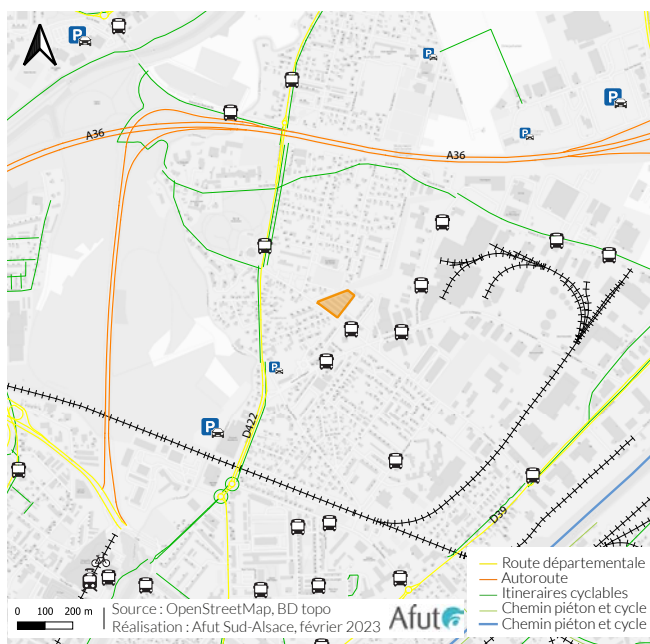 P
P
P
A36
P
A36
P
D422
P
D39
Route départementale
Autoroute
Itineraires cyclables
Chemin piéton et cycle
Chemin piéton et cycle
0 100 200 m
Source : OpenStreetMap, BD topo
Réalisation : Afut Sud-Alsace, février 2023
Afut